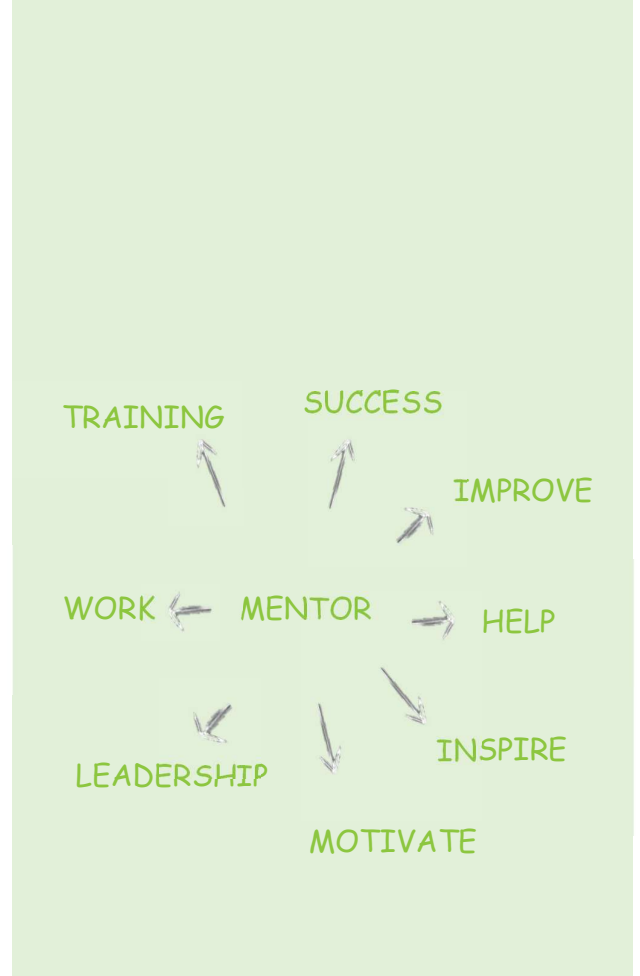 SUCCESS
TRAINING
IMPROVE
WORK
MENTOR
HELP
INSPIRE
LEADERSHIP
MOTIVATE